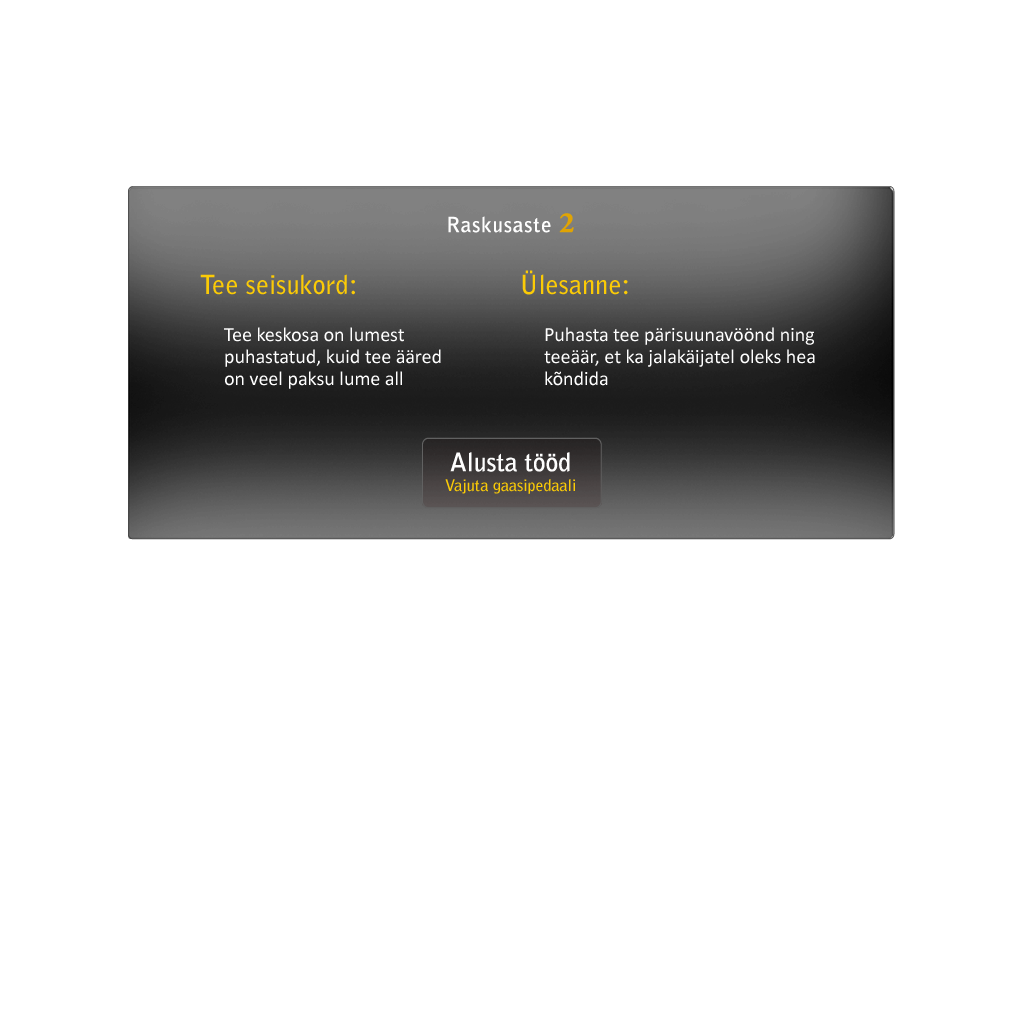 Raskusaste 2
Tee seisukord:
Tee keskosa on lumest
puhastatud, kuid tee ääred
on veel paksu lume all
Ülesanne:
Puhasta tee pärisuunavöönd ning
teeäär, et ka jalakäijatel oleks hea
kõndida
Alusta tööd
Vajuta gaasipedaali